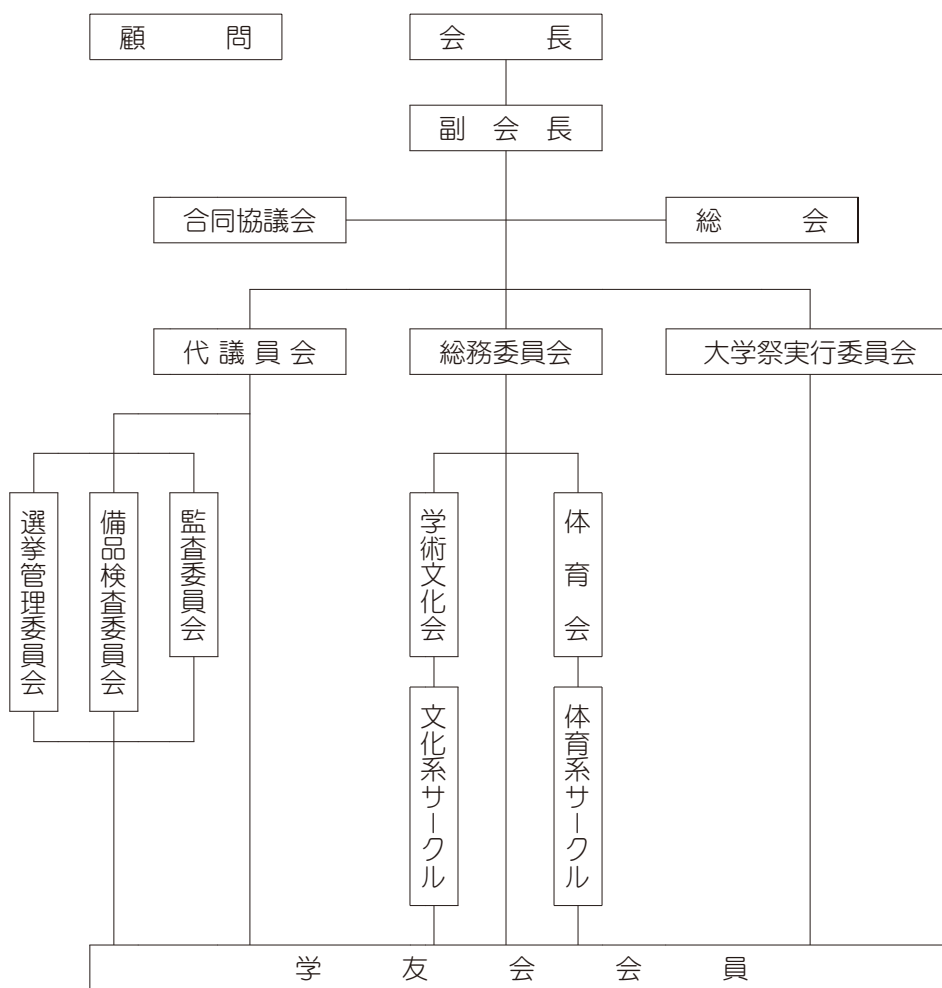 顧問
会長
副会長
合同協議会
総会
代議員会
総務委員会
大学祭実行委員会
選挙管理委員会
備品検査委員会
監査委員会
学術文化会
体育会
文化系サークル
体育系サークル
学友会会員